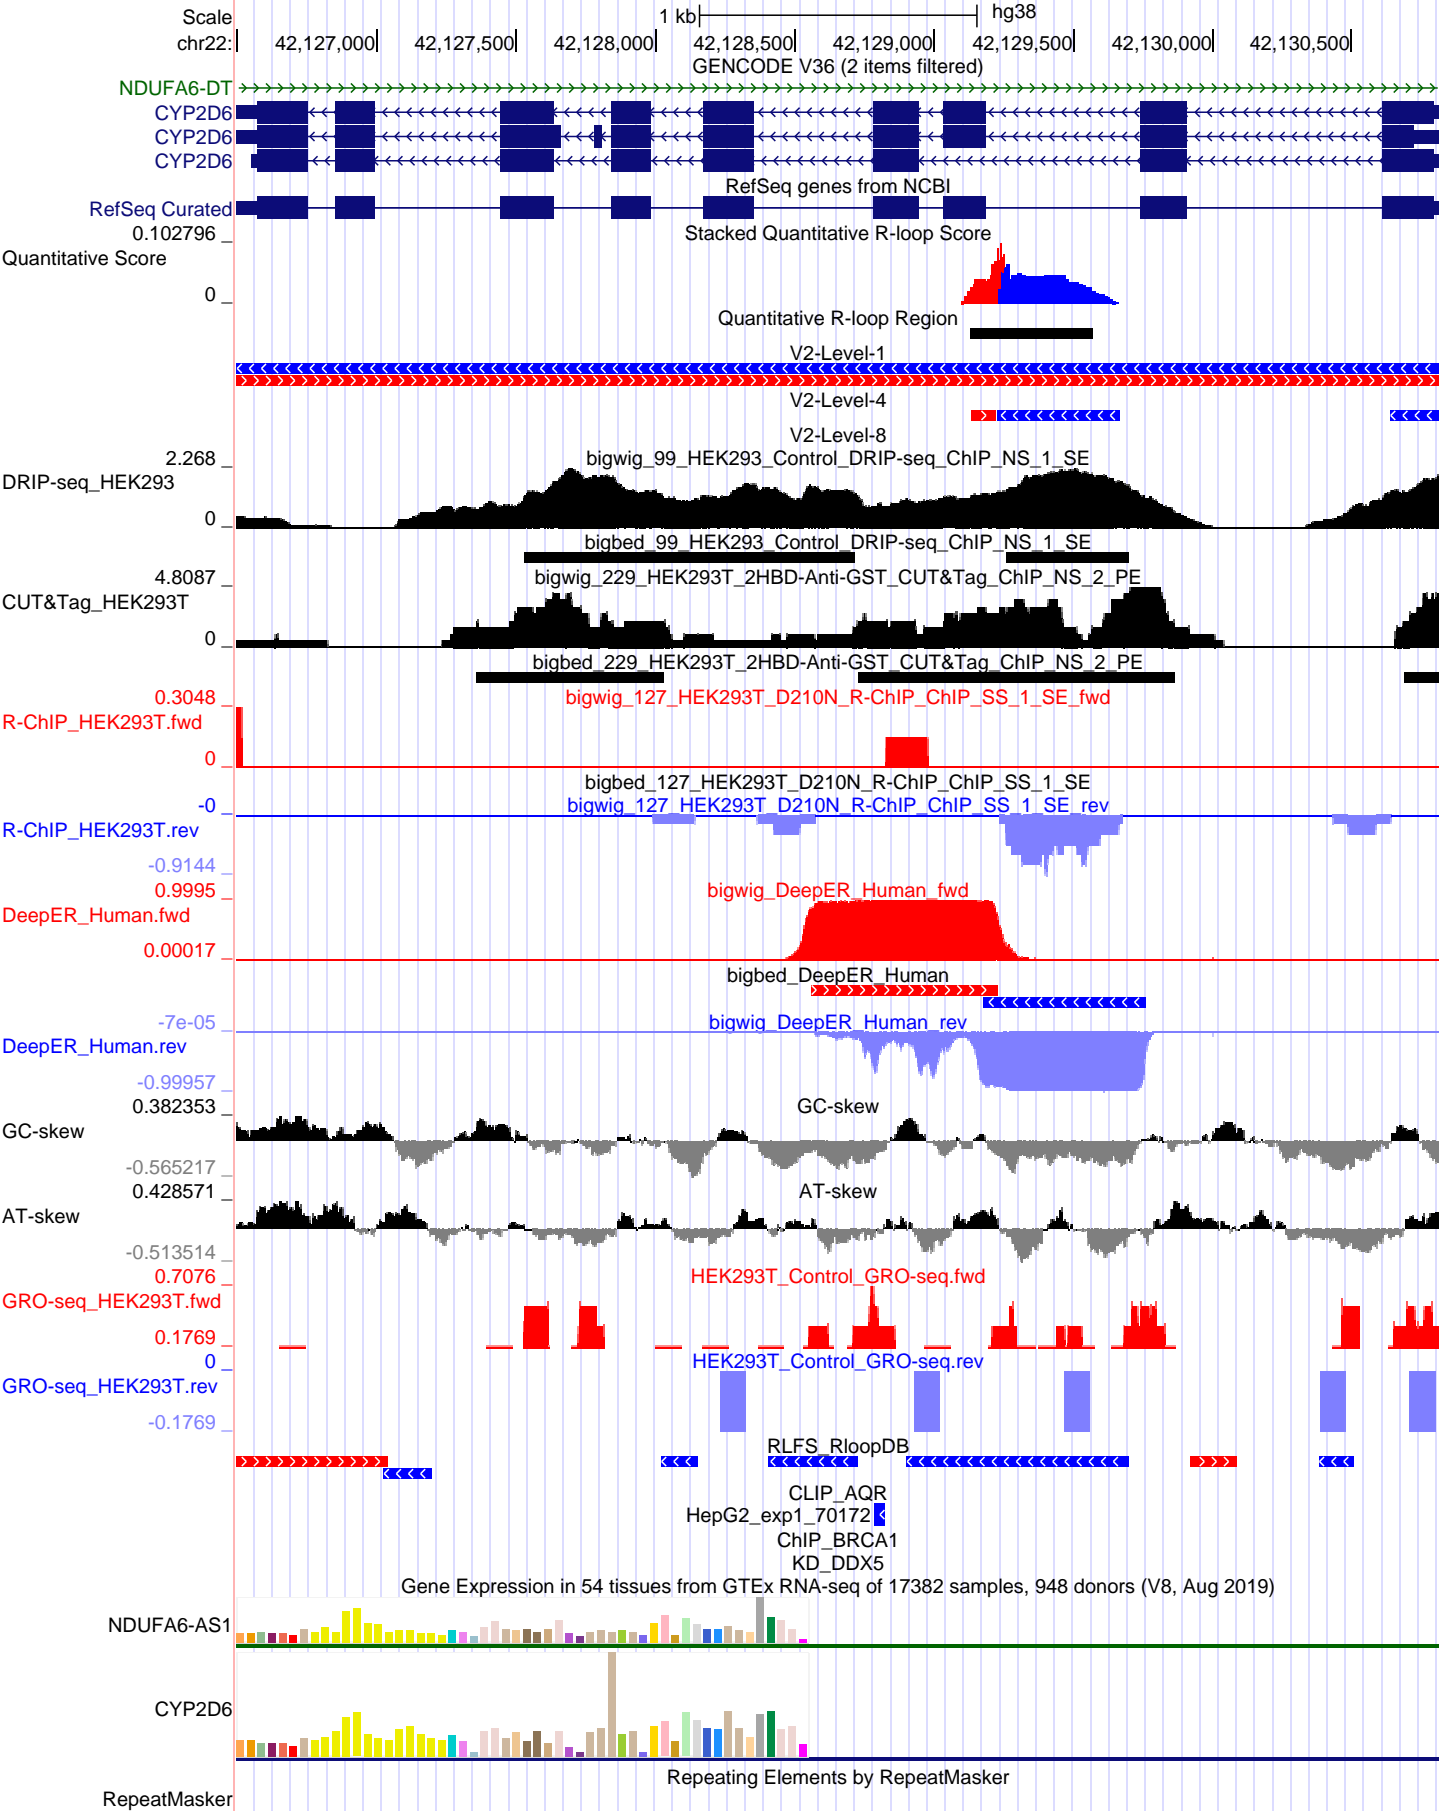 Scale
1 kb
hg38
chr22:
42,127,000
42,127,500
42,128,000
42,128,500
42,129,000
42,129,500
42,130,000
42,130,500
GENCODE V36 (2 items filtered)
NDUFA6-DT
CYP2D6
CYP2D6
CYP2D6
RefSeq genes from NCBI
RefSeq Curated
0.102796
Stacked Quantitative R-loop Score
Quantitative Score
0
Quantitative R-loop Region
V2-Level-1
V2-Level-4
V2-Level-8
2.268
bigwig_99_HEK293_Control_DRIP-seq_ChIP_NS_1_SE
DRIP-seq_HEK293
0
bigbed_99_HEK293_Control_DRIP-seq_ChIP_NS_1_SE
4.8087
bigwig_229_HEK293T_2HBD-Anti-GST_CUT&Tag_ChIP_NS_2_PE
CUT&Tag_HEK293T
0
bigbed_229_HEK293T_2HBD-Anti-GST_CUT&Tag_ChIP_NS_2_PE
0.3048
bigwig_127_HEK293T_D210N_R-ChIP_ChIP_SS_1_SE_fwd
R-ChIP_HEK293T.fwd
0
bigbed_127_HEK293T_D210N_R-ChIP_ChIP_SS_1_SE
-0
bigwig_127_HEK293T_D210N_R-ChIP_ChIP_SS_1_SE_rev
R-ChIP_HEK293T.rev
-0.9144
0.9995
bigwig_DeepER_Human_fwd
DeepER_Human.fwd
0.00017
bigbed_DeepER_Human
-7e-05
bigwig_DeepER_Human_rev
DeepER_Human.rev
-0.99957
0.382353
GC-skew
GC-skew
-0.565217
0.428571
AT-skew
AT-skew
-0.513514
0.7076
HEK293T_Control_GRO-seq.fwd
GRO-seq_HEK293T.fwd
0.1769
0
HEK293T_Control_GRO-seq.rev
GRO-seq_HEK293T.rev
-0.1769
RLFS_RloopDB
CLIP_AQR
HepG2_exp1_70172
ChIP_BRCA1
KD_DDX5
Gene Expression in 54 tissues from GTEx RNA-seq of 17382 samples, 948 donors (V8, Aug 2019)
NDUFA6-AS1
CYP2D6
Repeating Elements by RepeatMasker
RepeatMasker